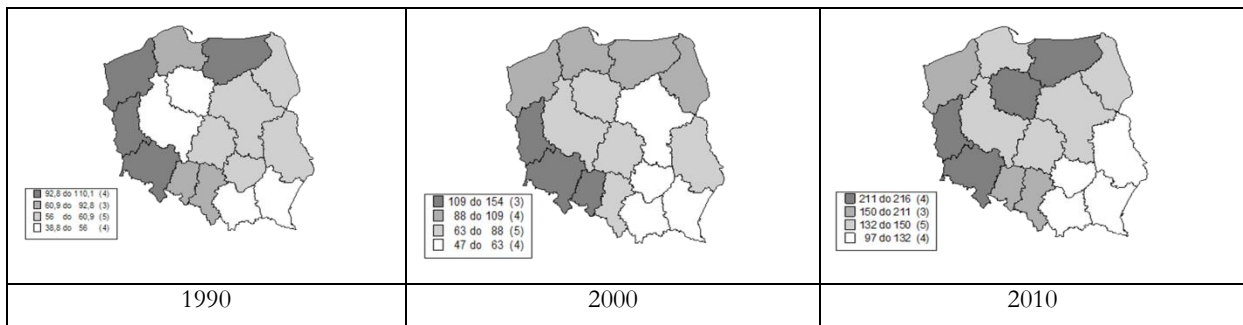 92,8 do 110,1 (4)
60,9 do 92,8 (3)
56 do 60,9 (5)
38,8 do 56 (4)
109 do 154 (3)
88 do 109 (4)
63 do 88 (5)
47 do 63 (4)
211 do 216 (4)
150 do 211 (3)
132 do 150 (5)
97 do 132 (4)
1990
2000
2010